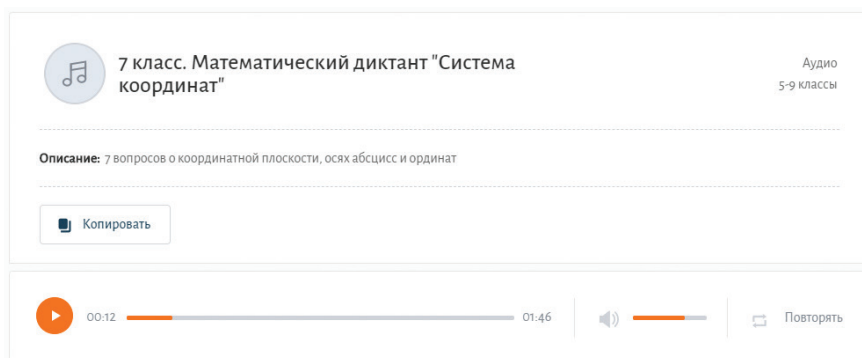 7 класс. Математический диктант "Система
координат"
Аудио
5-9 классы
Описание: 7 вопросов о координатной плоскости, осях абсцисс и ординат
Копировать
00:12
01:46
Повторять